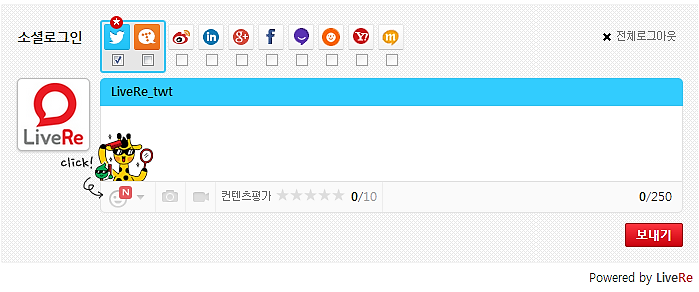 소셜로그인
전체로그아웃
LiveRe_twt
LiveRe
click!
N
컨텐츠평가 0/10
0/250
보내기
Powered by LiveRe